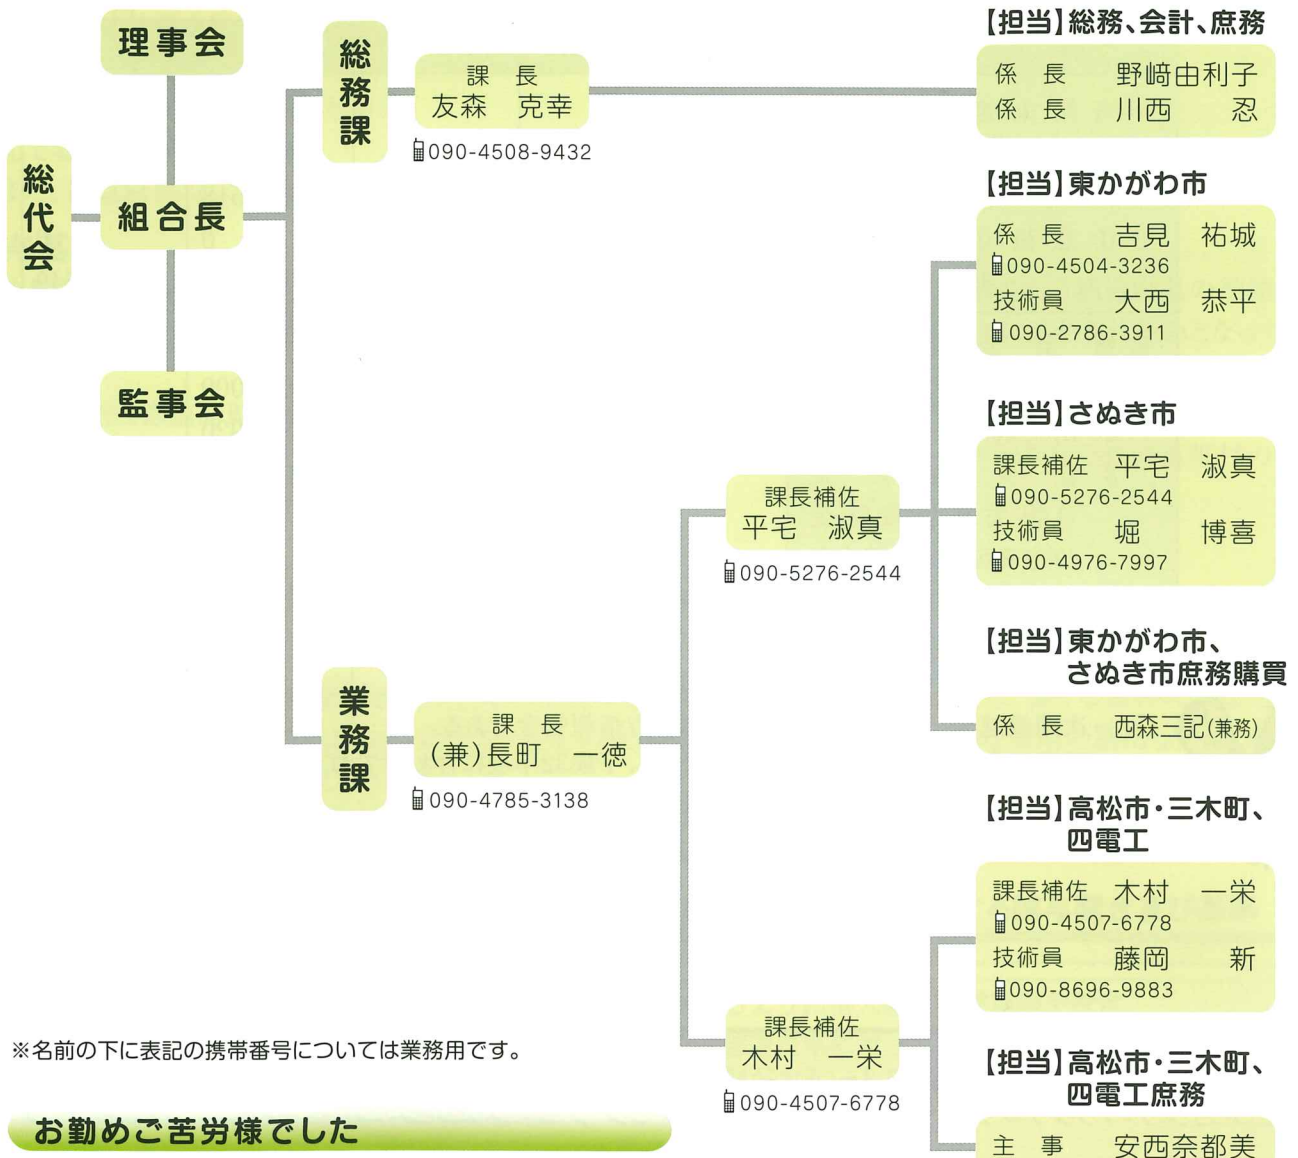 理事会
総代会
組合長
監事会
総務課
課　長
友森　克幸
090-4508-9432
【担当】総務、会計、庶務
係　長　野﨑由利子
係　長　川西　忍
【担当】東かがわ市
係　長　吉見　祐城
090-4504-3236
技術員　大西　恭平
090-2786-3911
【担当】さぬき市
課長補佐　平宅　淑真
090-5276-2544
技術員　堀　博喜
090-4976-7997
課長補佐
平宅　淑真
090-5276-2544
【担当】東かがわ市、
さぬき市庶務購買
係　長　西森三記(兼務)
業務課
課　長
(兼)長町　一徳
090-4785-3138
【担当】高松市・三木町、
四電工
課長補佐　木村　一栄
090-4507-6778
技術員　藤岡　新
090-8696-9883
課長補佐
木村　一栄
090-4507-6778
【担当】高松市・三木町、
四電工庶務
主　事　安西奈都美
※名前の下に表記の携帯番号については業務用です。
お勤めご苦労様でした